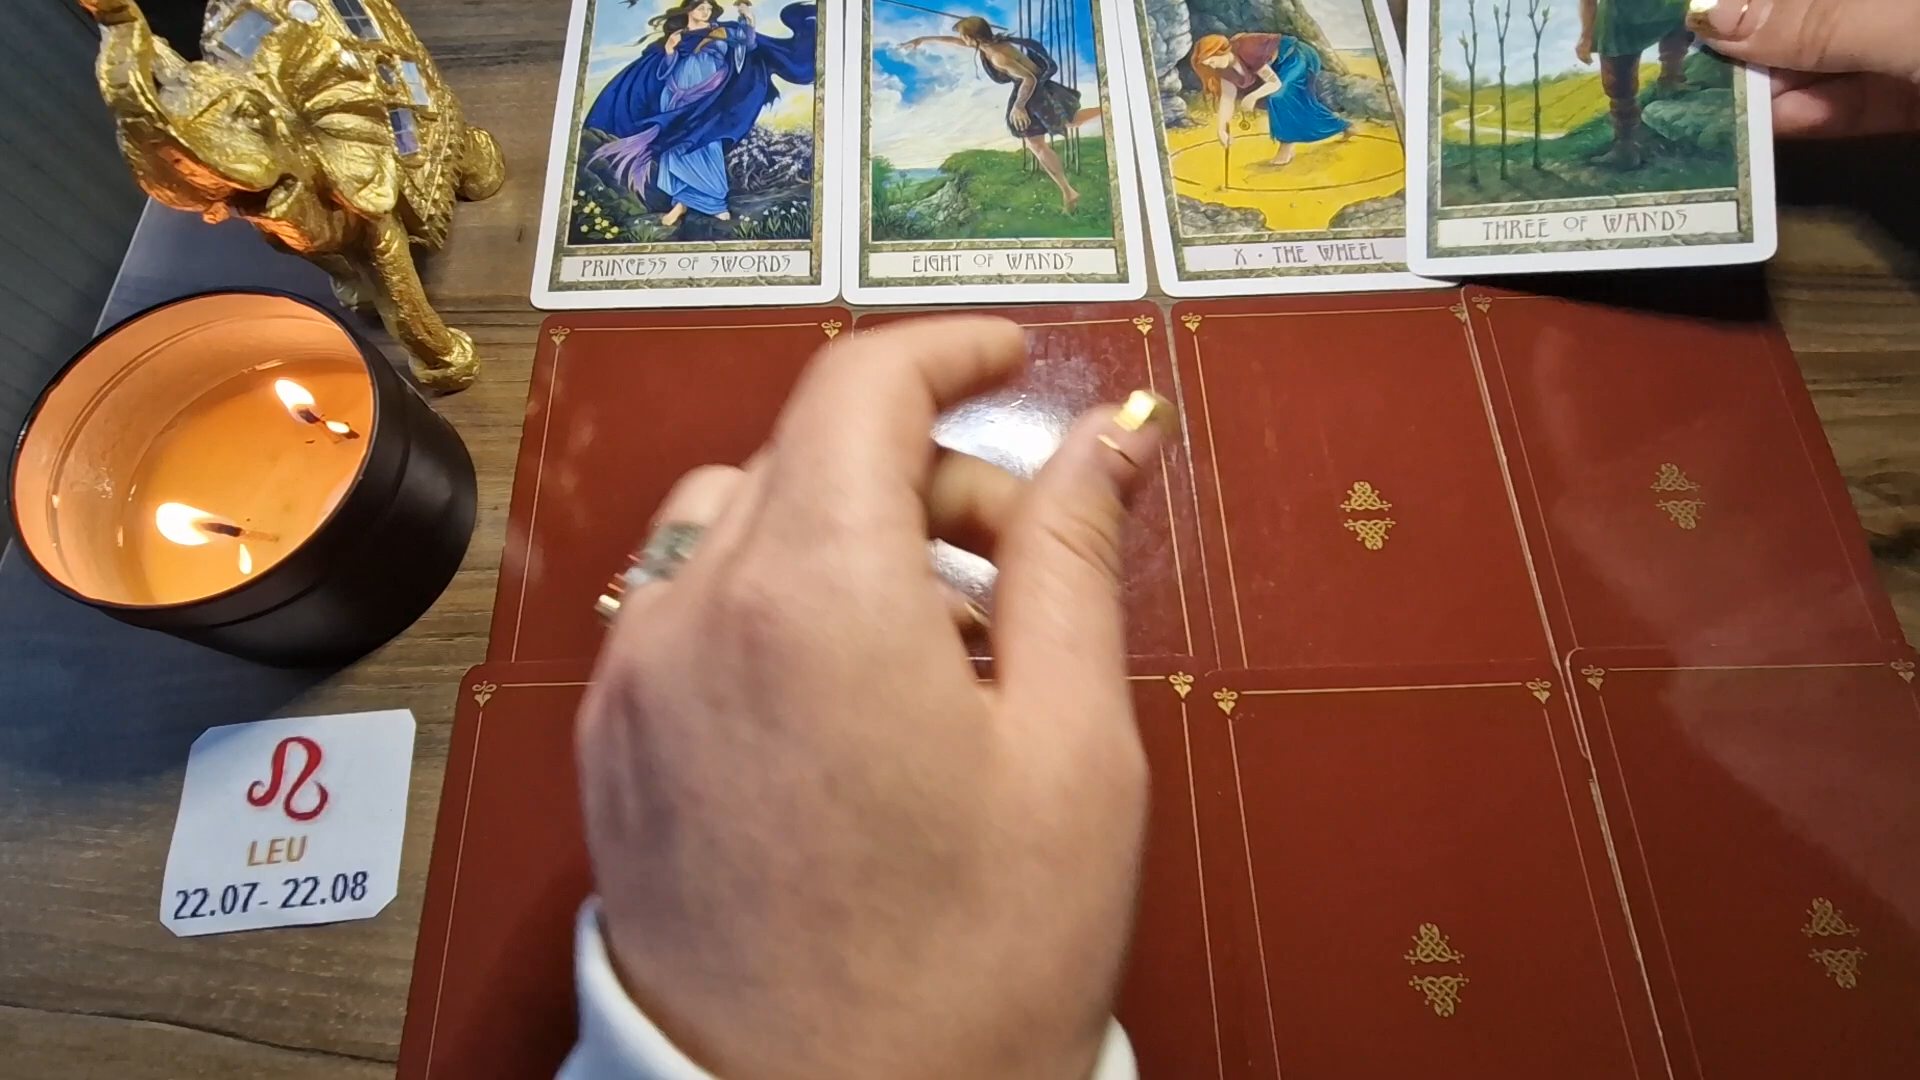 PRINCESS OF SWORDS
EIGHT OF WANDS
X · THE WHEEL
THREE OF WANDS
LEU
22.07- 22.08